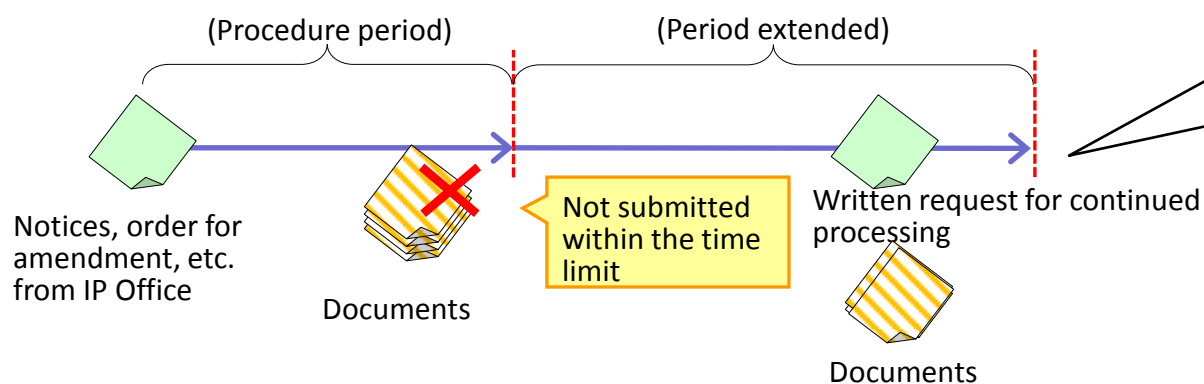 (Procedure period)
(Period extended)
Notices, order for
amendment, etc.
from IP Office
Documents
Not submitted
within the time
limit
Written request for continued
processing
Documents